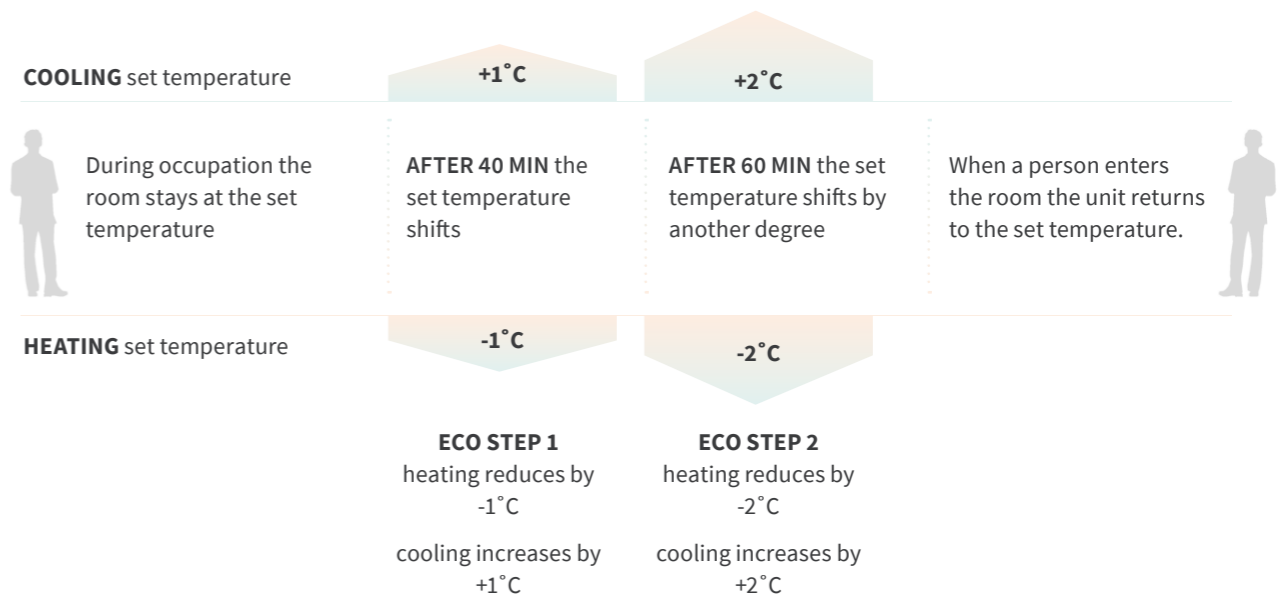 COOLING set temperature
+1˚C
+2˚C
During occupation the
room stays at the set
temperature
AFTER 40 MIN the
set temperature
shifts
AFTER 60 MIN the set
temperature shifts by
another degree
When a person enters
the room the unit returns
to the set temperature.
HEATING set temperature
-1˚C
-2˚C
ECO STEP 1
heating reduces by
-1˚C
cooling increases by
+1˚C
ECO STEP 2
heating reduces by
-2˚C
cooling increases by
+2˚C